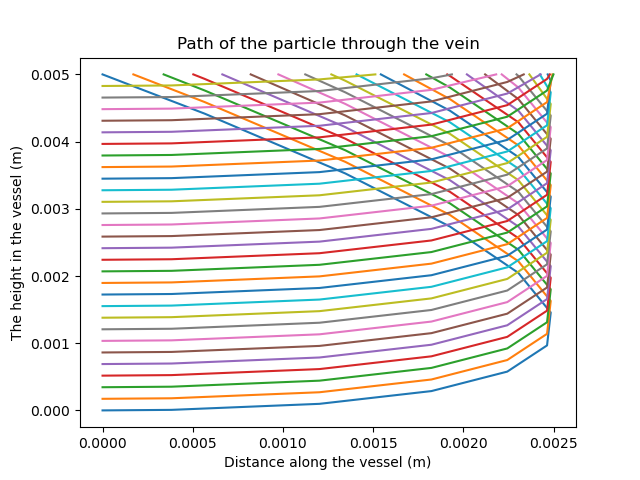 Path of the particle through the vein
The height in the vessel (m)
0.005
0.004
0.003
0.002
0.001
0.000
0.0000 0.0005 0.0010 0.0015 0.0020 0.0025
Distance along the vessel (m)